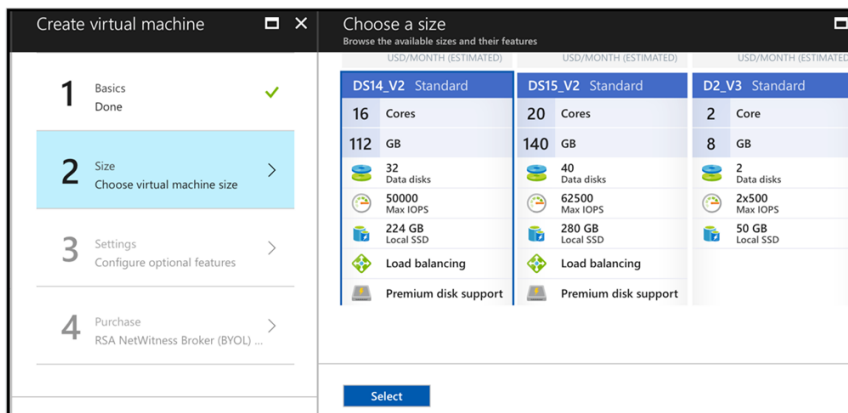 Create virtual machine
Choose a size
Browse the available sizes and their features
USD/MONTH (ESTIMATED)
USD/MONTH (ESTIMATED)
USD/MONTH (ESTIMATED
1
Basics
Done
2
Size
Choose virtual machine size
3
Settings
Configure optional features
4
Purchase
RSA NetWitness Broker (BYOL) ...
DS14_V2 Standard
16 Cores
112 GB
32
Data disks
50000
Max IOPS
224 GB
Local SSD
Load balancing
Premium disk support
DS15_V2 Standard
20 Cores
140 GB
40
Data disks
62500
Max IOPS
280 GB
Local SSD
Load balancing
Premium disk support
D2_V3 Standard
2 Core
8 GB
2
Data disks
2x500
Max IOPS
50 GB
Local SSD
Select